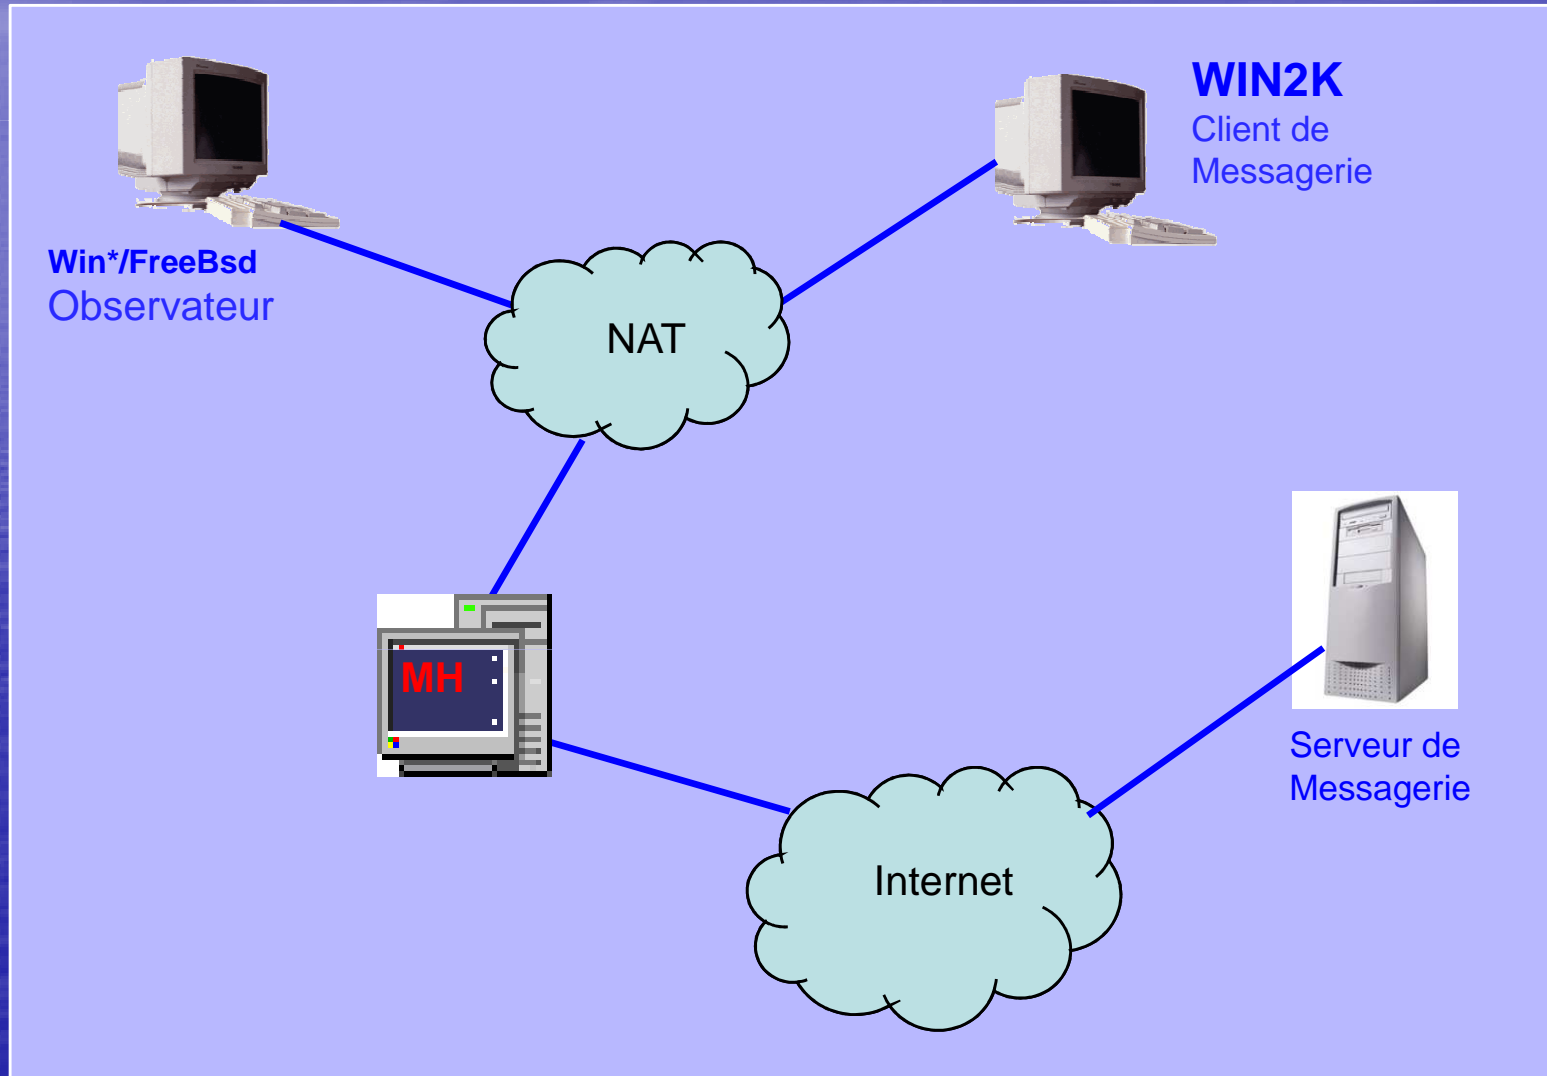 WIN2K
Client de
Messagerie
Win*/FreeBsd
Observateur
NAT
MH
Serveur de
Messagerie
Internet